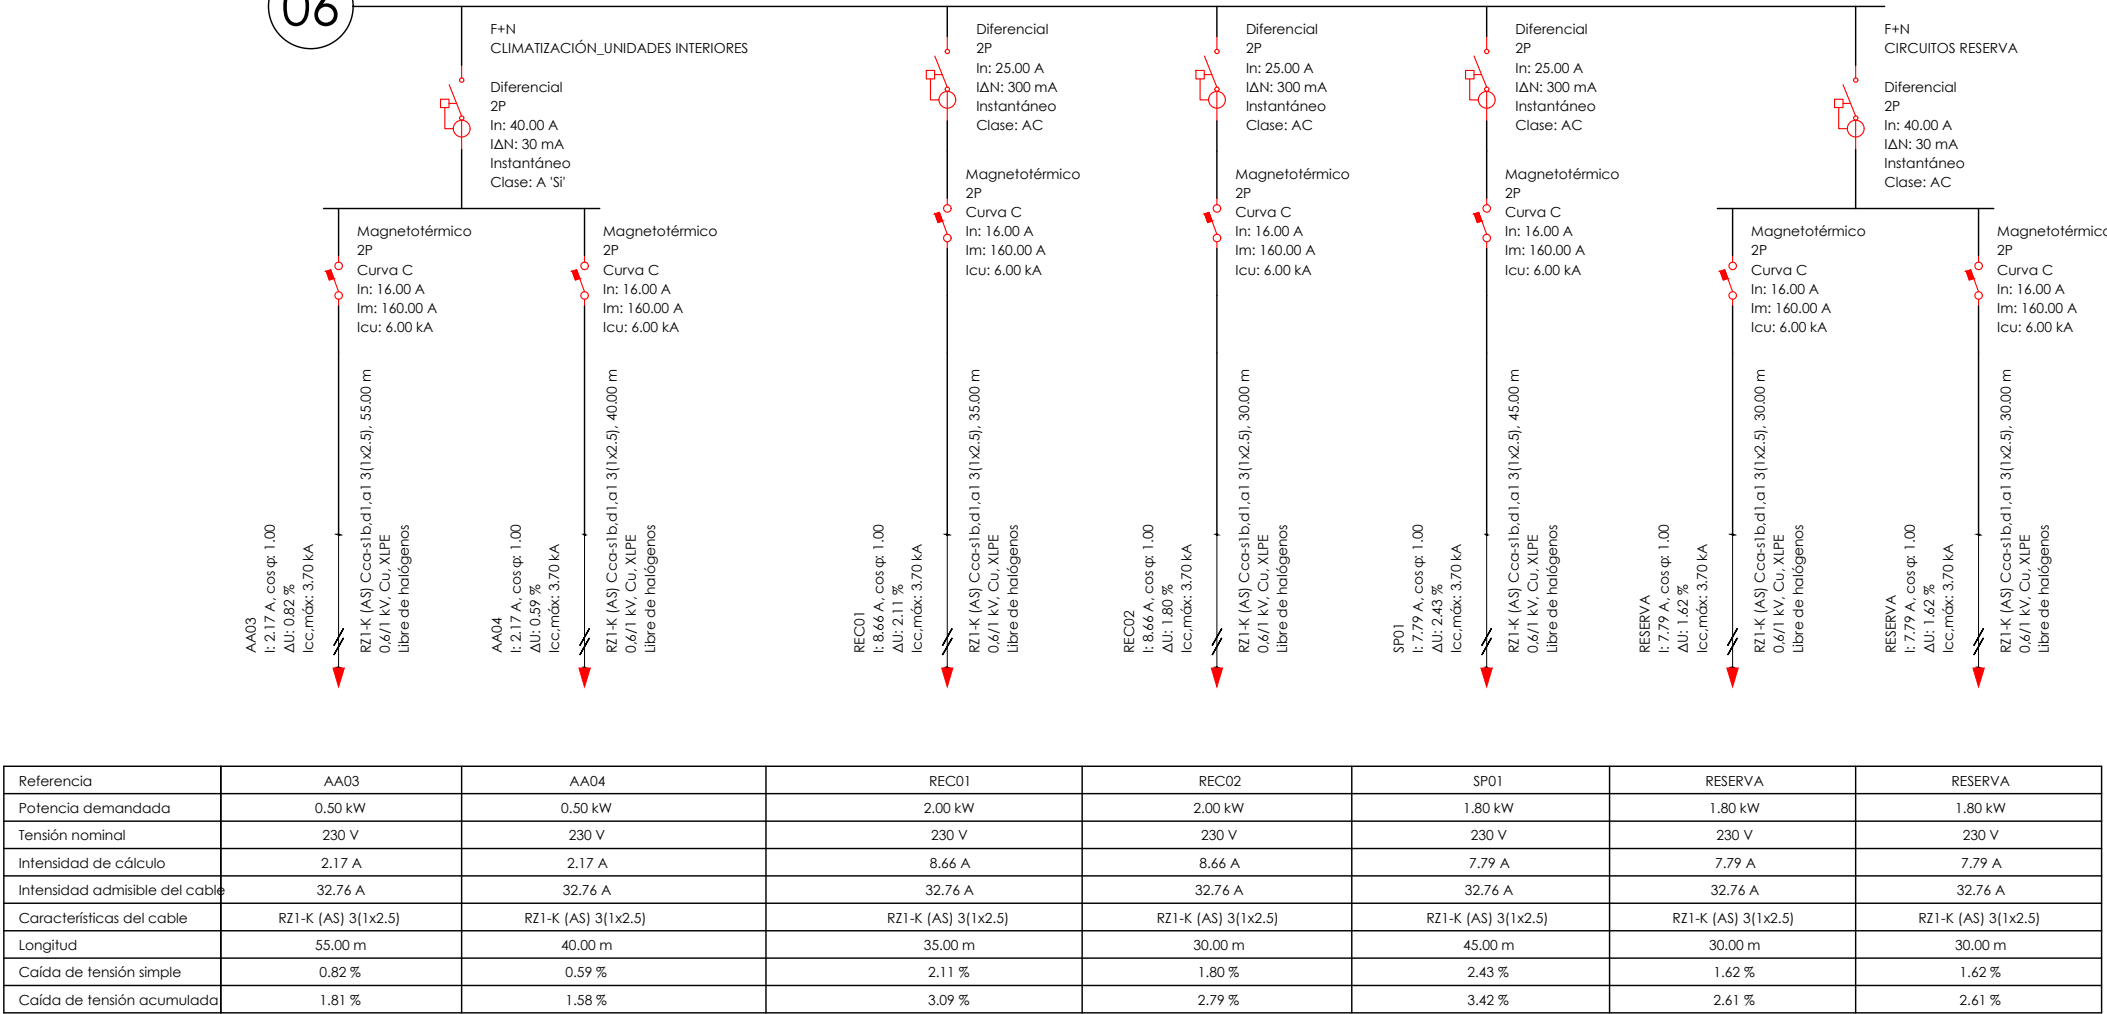 06
F+N
CLIMATIZACIÓN_UNIDADES INTERIORES
Diferencial
2P
In: 40.00 A
IΔN: 30 mA
Instantáneo
Clase: A 'Si'
Diferencial
2P
In: 25.00 A
IΔN: 300 mA
Instantáneo
Clase: AC
Diferencial
2P
In: 25.00 A
IΔN: 300 mA
Instantáneo
Clase: AC
Diferencial
2P
In: 25.00 A
IΔN: 300 mA
Instantáneo
Clase: AC
F+N
CIRCUITOS RESERVA
Diferencial
2P
In: 40.00 A
IΔN: 30 mA
Instantáneo
Clase: AC
Magnetotérmico
2P
Curva C
In: 16.00 A
Im: 160.00 A
Icu: 6.00 kA
Magnetotérmico
2P
Curva C
In: 16.00 A
Im: 160.00 A
Icu: 6.00 kA
Magnetotérmico
2P
Curva C
In: 16.00 A
Im: 160.00 A
Icu: 6.00 kA
Magnetotérmico
2P
Curva C
In: 16.00 A
Im: 160.00 A
Icu: 6.00 kA
Magnetotérmico
2P
Curva C
In: 16.00 A
Im: 160.00 A
Icu: 6.00 kA
Magnetotérmico
2P
Curva C
In: 16.00 A
Im: 160.00 A
Icu: 6.00 kA
Magnetotérmico
2P
Curva C
In: 16.00 A
Im: 160.00 A
Icu: 6.00 kA
AA03
I: 2.17 A, cos φ: 1.00
ΔU: 0.82 %
Icc,máx: 3.70 kA
RZ1-K (AS) Cca-s1b,d1,a1 3(1x2.5), 55.00 m
0,6/1 kV, Cu, XLPE
Libre de halógenos
AA04
I: 2.17 A, cos φ: 1.00
ΔU: 0.59 %
Icc,máx: 3.70 kA
RZ1-K (AS) Cca-s1b,d1,a1 3(1x2.5), 40.00 m
0,6/1 kV, Cu, XLPE
Libre de halógenos
REC01
I: 8.66 A, cos φ: 1.00
ΔU: 2.11 %
Icc,máx: 3.70 kA
RZ1-K (AS) Cca-s1b,d1,a1 3(1x2.5), 35.00 m
0,6/1 kV, Cu, XLPE
Libre de halógenos
REC02
I: 8.66 A, cos φ: 1.00
ΔU: 1.80 %
Icc,máx: 3.70 kA
RZ1-K (AS) Cca-s1b,d1,a1 3(1x2.5), 30.00 m
0,6/1 kV, Cu, XLPE
Libre de halógenos
SP01
I: 7.79 A, cos φ: 1.00
ΔU: 2.43 %
Icc,máx: 3.70 kA
RZ1-K (AS) Cca-s1b,d1,a1 3(1x2.5), 45.00 m
0,6/1 kV, Cu, XLPE
Libre de halógenos
RESERVA
I: 7.79 A, cos φ: 1.00
ΔU: 1.62 %
Icc,máx: 3.70 kA
RZ1-K (AS) Cca-s1b,d1,a1 3(1x2.5), 30.00 m
0,6/1 kV, Cu, XLPE
Libre de halógenos
RESERVA
I: 7.79 A, cos φ: 1.00
ΔU: 1.62 %
Icc,máx: 3.70 kA
RZ1-K (AS) Cca-s1b,d1,a1 3(1x2.5), 30.00 m
0,6/1 kV, Cu, XLPE
Libre de halógenos
Referencia AA03 AA04 REC01 REC02 SP01 RESERVA RESERVA
Potencia demandada 0.50 kW 0.50 kW 2.00 kW 2.00 kW 1.80 kW 1.80 kW 1.80 kW
Tensión nominal 230 V 230 V 230 V 230 V 230 V 230 V 230 V
Intensidad de cálculo 2.17 A 2.17 A 8.66 A 8.66 A 7.79 A 7.79 A 7.79 A
Intensidad admisible del cable 32.76 A 32.76 A 32.76 A 32.76 A 32.76 A 32.76 A 32.76 A
Características del cable RZ1-K (AS) 3(1x2.5) RZ1-K (AS) 3(1x2.5) RZ1-K (AS) 3(1x2.5) RZ1-K (AS) 3(1x2.5) RZ1-K (AS) 3(1x2.5) RZ1-K (AS) 3(1x2.5) RZ1-K (AS) 3(1x2.5)
Longitud 55.00 m 40.00 m 35.00 m 30.00 m 45.00 m 30.00 m 30.00 m
Caída de tensión simple 0.82 % 0.59 % 2.11 % 1.80 % 2.43 % 1.62 % 1.62 %
Caída de tensión acumulada 1.81 % 1.58 % 3.09 % 2.79 % 3.42 % 2.61 % 2.61 %